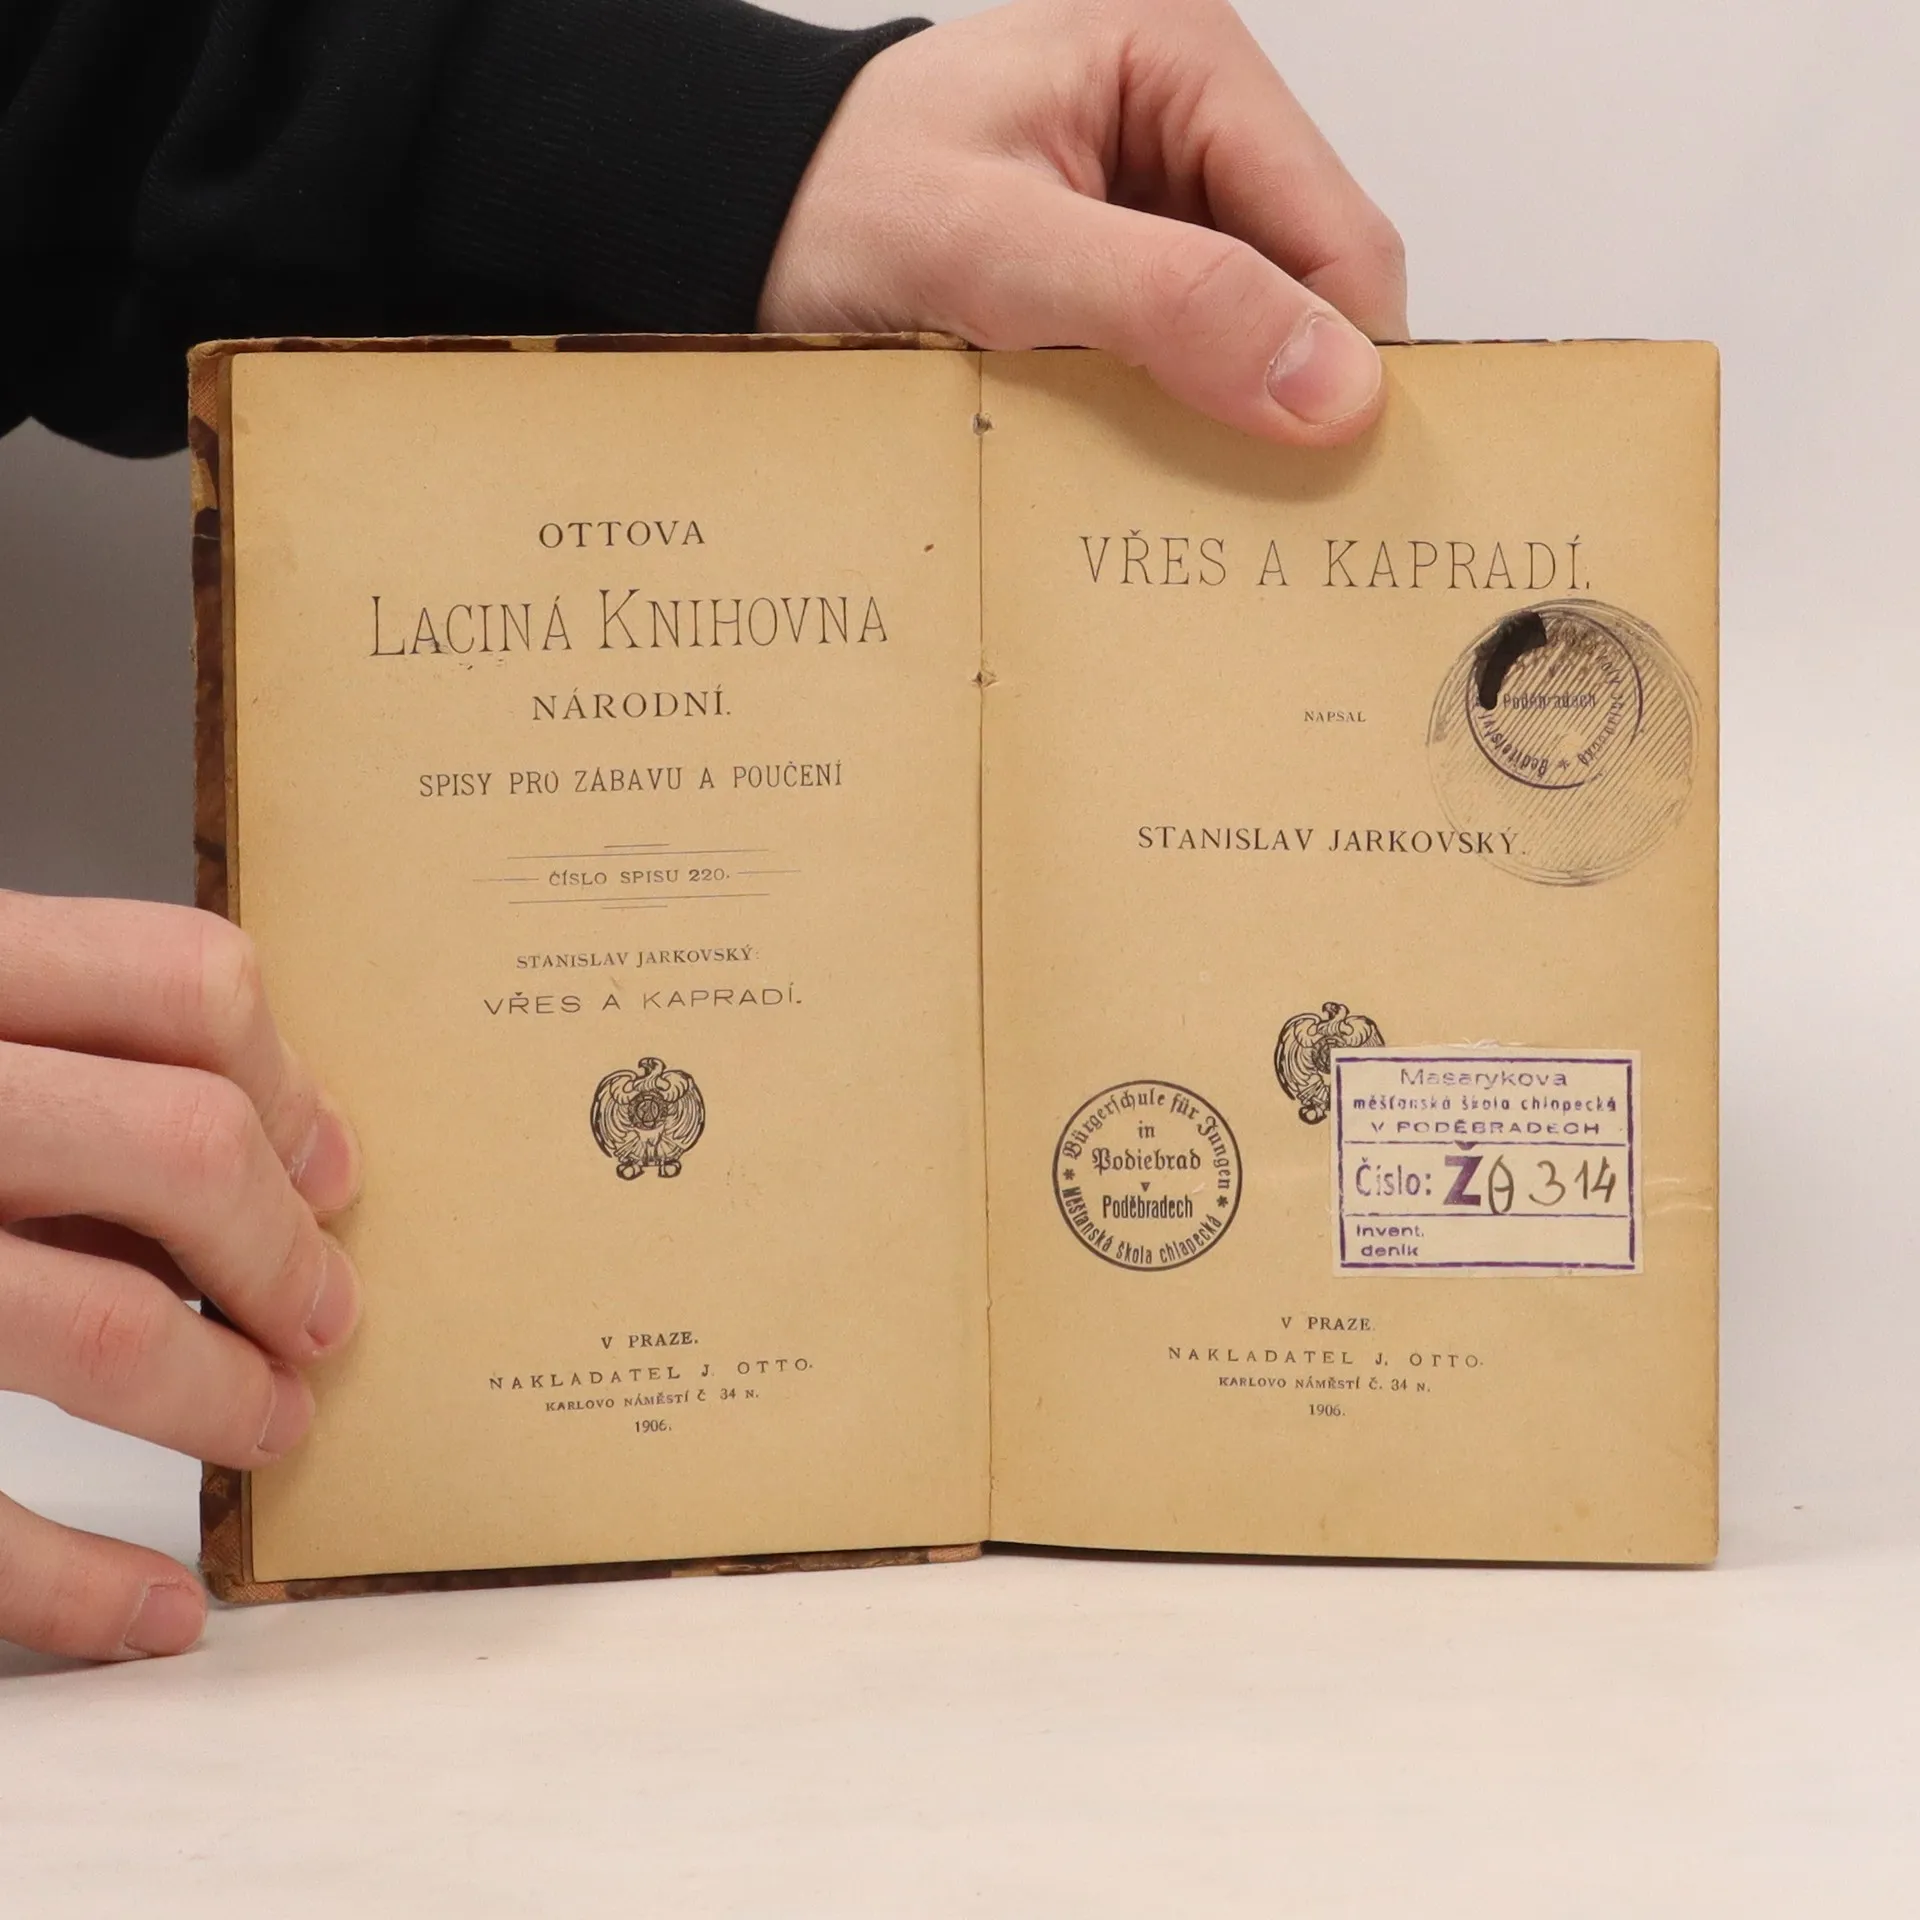 OTTOVA
LACINÁ KNIHOVNA
NÁRODNÍ.
SPISY PRO ZÁBAVU A POUČENÍ
ČÍSLO SPISU 220.
STANISLAV JARKOVSKÝ:
VŘES A KAPRADÍ.
V PRAZE.
NAKLADATEL J. OTTO.
KARLOVO NÁMĚSTÍ Č 34 N.
1906.
VŘES A KAPRADÍ.
Poděbradech
NAPSAL
STANISLAV JARKOVSKÝ.
Bürgerschule für Jungen
in
Podiebrad
v
Poděbradech
Měšťanská škola chlapecká
Masarykova
měšťanská škola chlapecká
V PODĚBRADECH
Číslo: Ž A 314
Invent.
deník
V PRAZE.
NAKLADATEL J. OTTO.
KARLOVO NÁMĚSTÍ Č. 34 N.
1906.